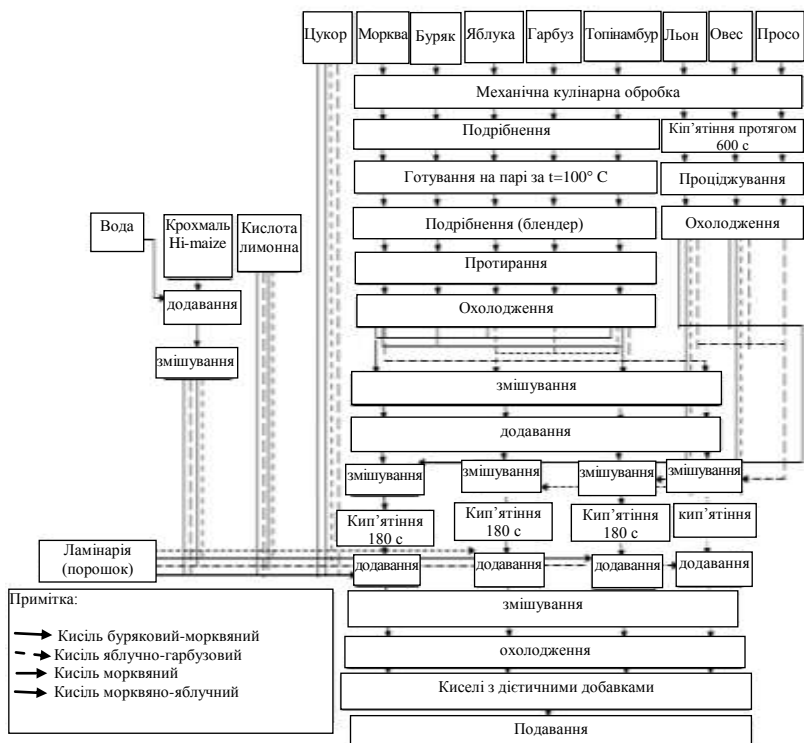 Цукор Морква Буряк Яблука Гарбуз Топінамбур Льон Овес Просо
Механічна кулінарна обробка
Подрібнення
Кіп’ятіння протягом
600 с
Готування на парі за t=100° С
Проціджування
Вода
Крохмаль
Hi-maize
Кислота
лимонна
Подрібнення (блендер)
Охолодження
Протирання
додавання
Охолодження
змішування
змішування
додавання
змішування змішування змішування змішування
Кип’ятіння
180 с
Кип’ятіння
180 с
Кип’ятіння
180 с
кип’ятіння
Ламінарія
(порошок)
додавання додавання додавання додавання
Примітка:
Кисіль буряковий-морквяний
Кисіль яблучно-гарбузовий
Кисіль морквяний
Кисіль морквяно-яблучний
змішування
охолодження
Киселі з дієтичними добавками
Подавання